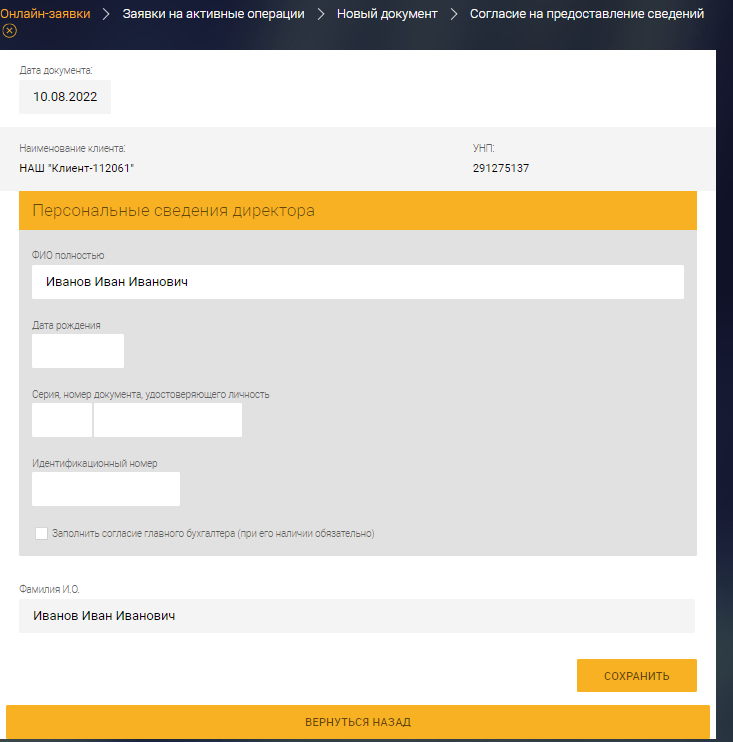 Онлайн-заявки > Заявки на активные операции > Новый документ > Согласие на предоставление сведений
Дата документа:
10.08.2022
Наименование клиента: УНП:
НАШ "Клиент-112061" 291275137
Персональные сведения директора
ФИО полностью
Иванов Иван Иванович
Дата рождения
Серия, номер документа, удостоверяющего личность
Идентификационный номер
Заполнить согласие главного бухгалтера (при его наличии обязательно)
Фамилия И.О.
Иванов Иван Иванович
СОХРАНИТЬ
ВЕРНУТЬСЯ НАЗАД